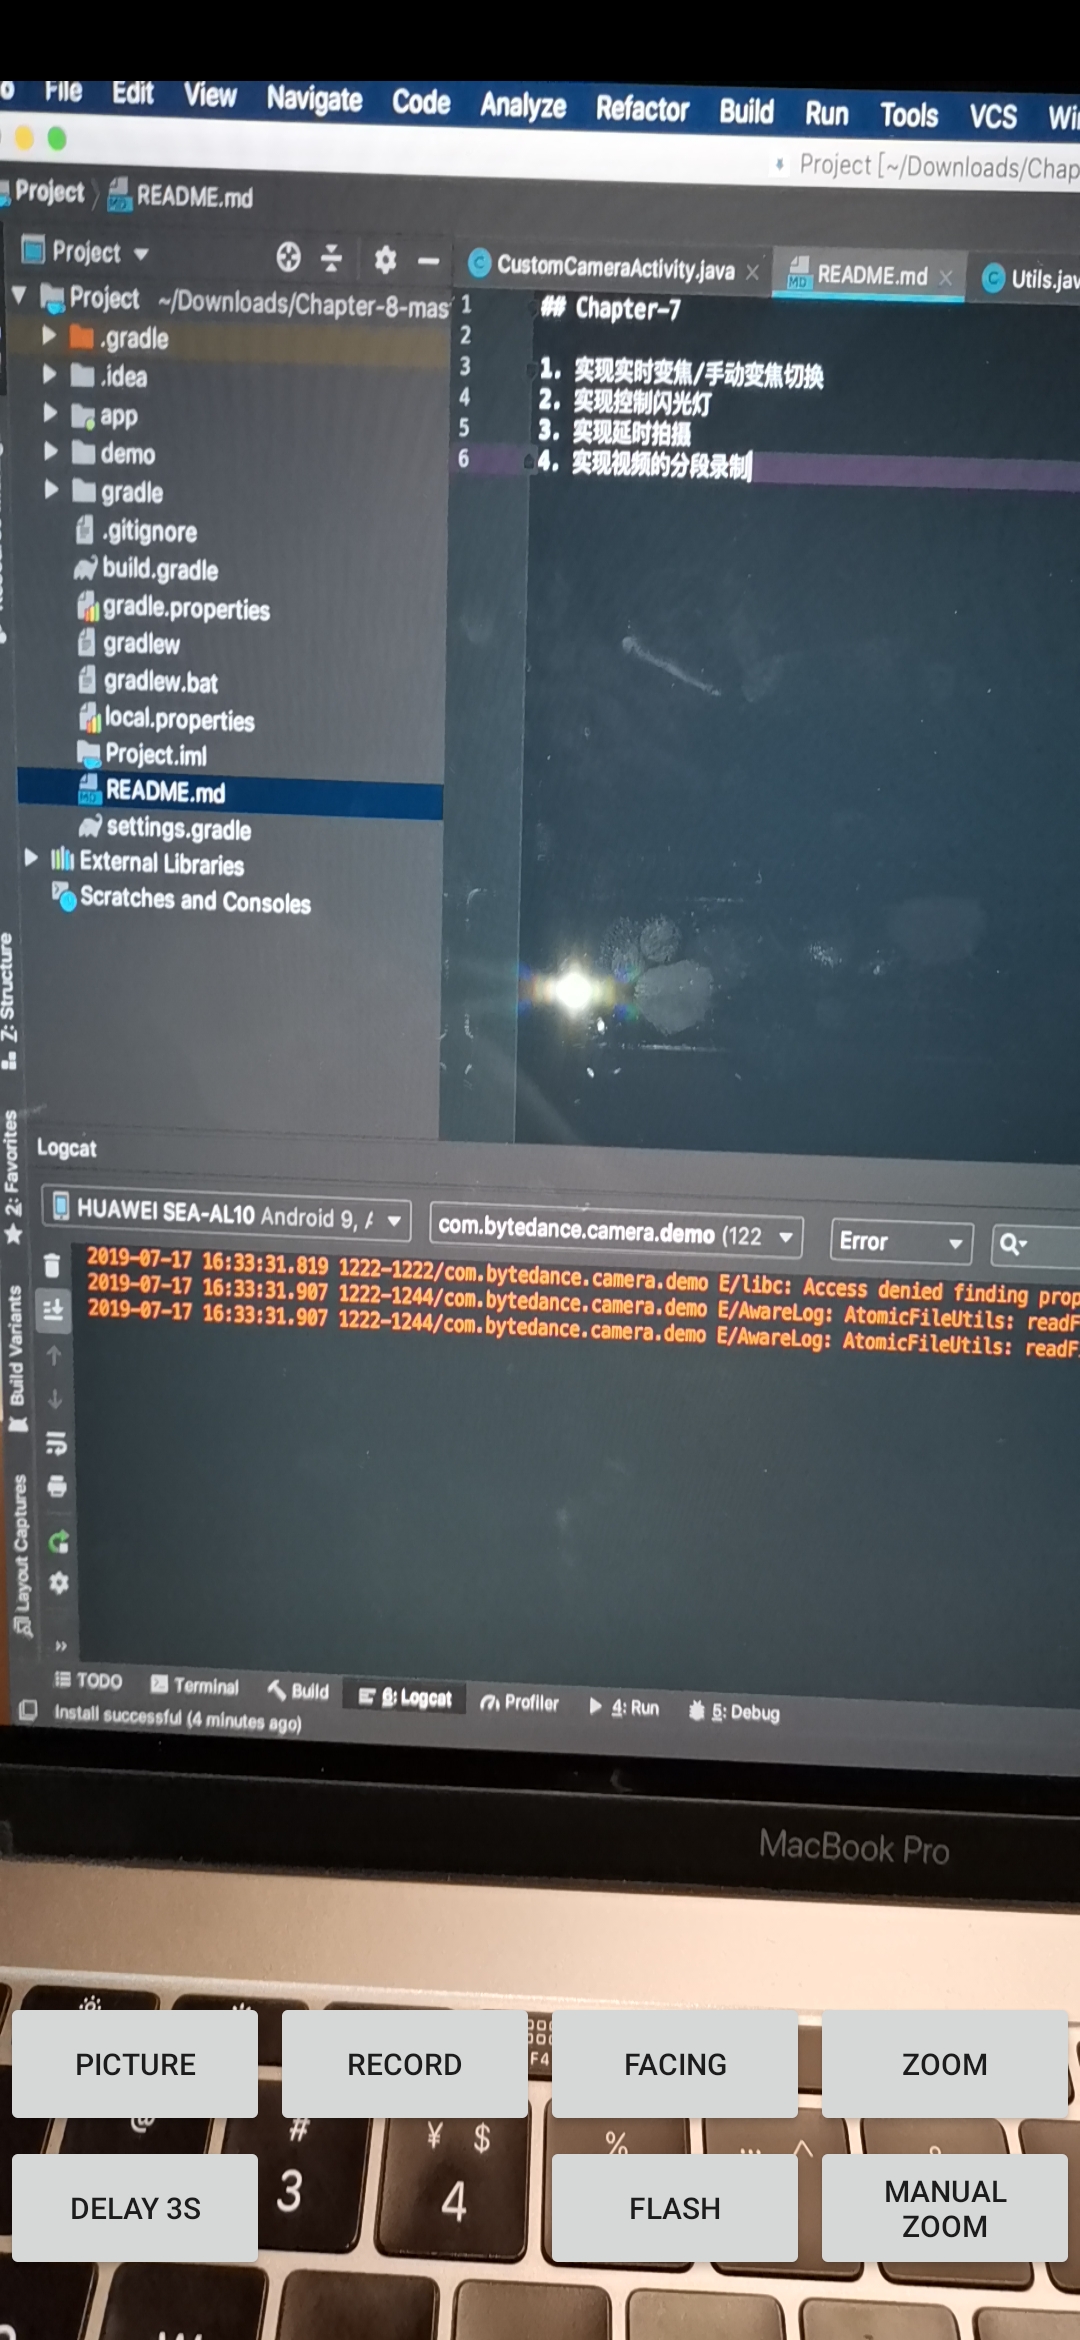 File Edit View Navigate Code Analyze Refactor Build Run Tools VCS
Project [~/Downloads/Chap
Project README.md
Project
CustomCameraActivity.java README.md Utils.jav
Project ~/Downloads/Chapter-8-mas
.gradle
.idea
app
demo
gradle
.gitignore
build.gradle
gradle.properties
gradlew
gradlew.bat
local.properties
Project.iml
README.md
settings.gradle
External Libraries
Scratches and Consoles
1 ## Chapter-7
2
3 1. 实现实时变焦/手动变焦切换
4 2. 实现控制闪光灯
5 3. 实现延时拍摄
6 4. 实现视频的分段录制
Z: Structure
2: Favorites
Build Variants
Layout Captures
Logcat
HUAWEI SEA-AL10 Android 9, com.bytedance.camera.demo (122 Error
2019-07-17 16:33:31.819 1222-1222/com.bytedance.camera.demo E/libc: Access denied finding prop
2019-07-17 16:33:31.907 1222-1244/com.bytedance.camera.demo E/AwareLog: AtomicFileUtils: readF
2019-07-17 16:33:31.907 1222-1244/com.bytedance.camera.demo E/AwareLog: AtomicFileUtils: readF
TODO Terminal Build 6: Logcat Profiler 4: Run 5: Debug
Install successful (4 minutes ago)
MacBook Pro
F4
PICTURE RECORD FACING ZOOM
@ # ¥ $ % … ^
3 4
DELAY 3S FLASH MANUAL ZOOM